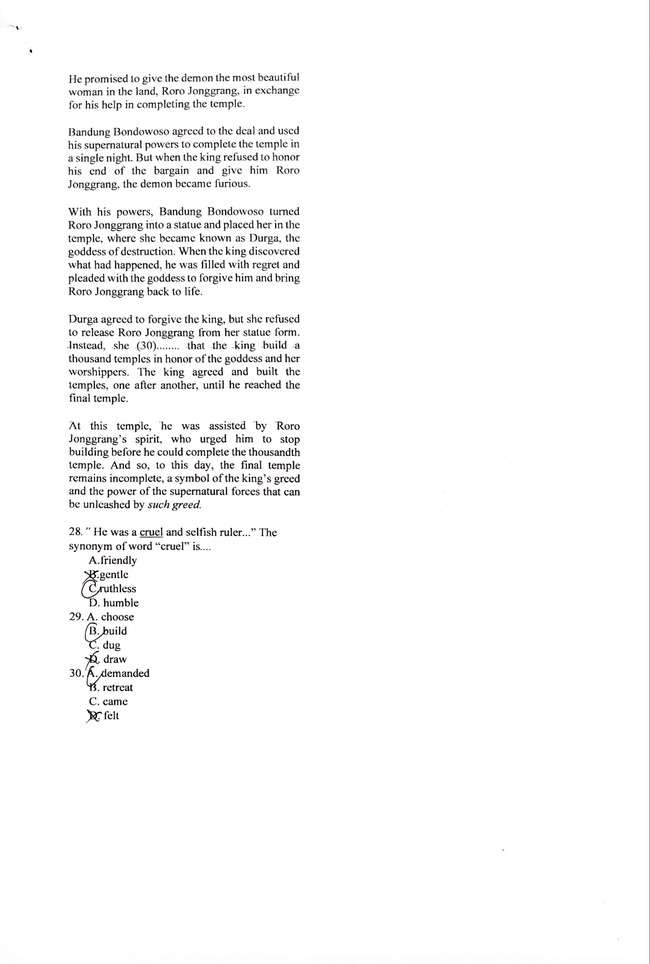 He promised to give the demon the most beautiful
woman in the land, Roro Jonggrang, in exchange
for his help in completing the temple.
Bandung Bondowoso agreed to the deal and used
his supernatural powers to complete the temple in
a single night. But when the king refused to honor
his end of the bargain and give him Roro
Jonggrang, the demon became furious.
With his powers, Bandung Bondowoso turned
Roro Jonggrang into a statue and placed her in the
temple, where she became known as Durga, the
goddess of destruction. When the king discovered
what had happened, he was filled with regret and
pleaded with the goddess to forgive him and bring
Roro Jonggrang back to life.
Durga agreed to forgive the king, but she refused
to release Roro Jonggrang from her statue form.
Instead, she (30)........ that the king build a
thousand temples in honor of the goddess and her
worshippers. The king agreed and built the
temples, one after another, until he reached the
final temple.
At this temple, he was assisted by Roro
Jonggrang's spirit, who urged him to stop
building before he could complete the thousandth
temple. And so, to this day, the final temple
remains incomplete, a symbol of the king's greed
and the power of the supernatural forces that can
be unleashed by such greed.
28. " He was a cruel and selfish ruler..." The
synonym of word "cruel" is....
A.friendly
B.gentle
C.ruthless
D. humble
29. A. choose
B. build
C. dug
D. draw
30. A. demanded
B. retreat
C. came
D. felt